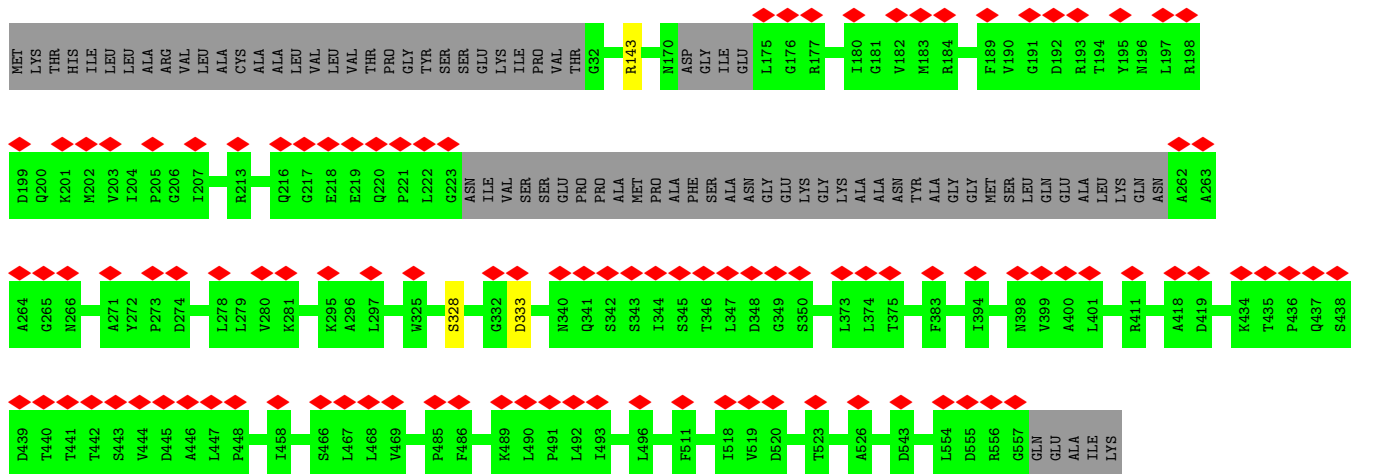 MET LYS THR HIS ILE LEU LEU ALA ARG VAL LEU ALA CYS ALA ALA LEU VAL LEU VAL THR PRO GLY TYR SER SER GLU LYS ILE PRO VAL THR G32 R143 N170 ASP GLY ILE GLU L175 G176 R177 I180 G181 V182 M183 R184 F189 V190 G191 D192 R193 T194 Y195 N196 L197 R198
D199 Q200 K201 M202 V203 I204 P205 G206 I207 R213 Q216 G217 E218 E219 Q220 P221 L222 G223 ASN ILE VAL SER SER GLU PRO PRO ALA MET PRO ALA PHE SER ALA ASN GLY GLU LYS GLY LYS ALA ALA ASN TYR ALA GLY GLY MET SER LEU GLN GLU ALA LEU LYS GLN ASN A262 A263
A264 G265 N266 A271 Y272 P273 D274 L278 L279 V280 K281 K295 A296 L297 W325 S328 G332 D333 N340 Q341 S342 S343 I344 S345 T346 L347 D348 G349 S350 L373 L374 T375 F383 I394 N398 V399 A400 L401 R411 A418 D419 K434 T435 P436 Q437 S438
D439 T440 T441 T442 S443 V444 D445 A446 L447 P448 I458 S466 L467 L468 V469 P485 F486 K489 L490 P491 L492 I493 L496 F511 I518 V519 D520 T523 A526 D543 L554 D555 R556 G557 GLN GLU ALA ILE LYS